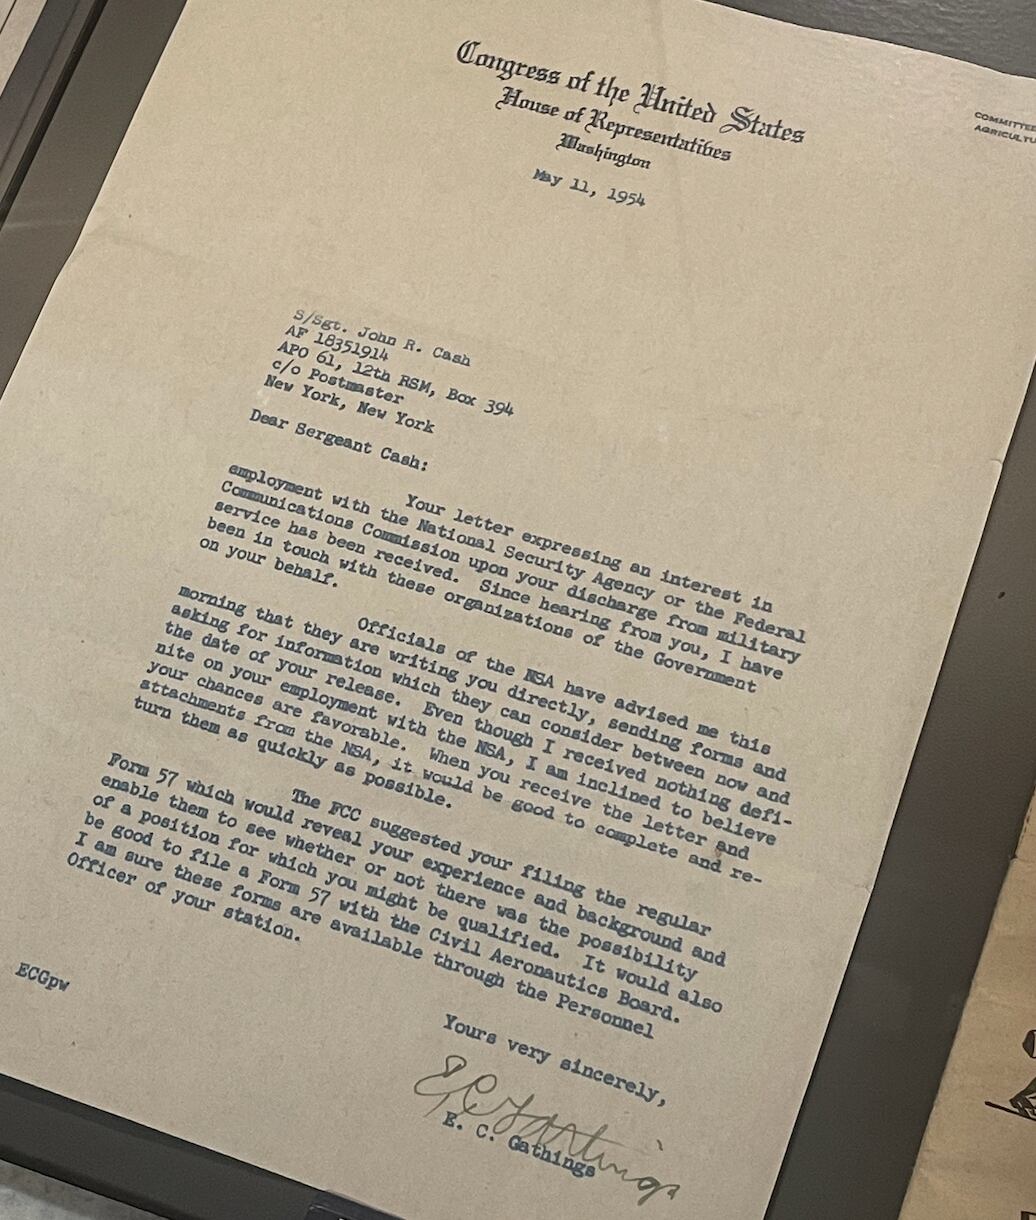 Congress of the United States
House of Representatives
Washington
COMMITTEE
AGRICULTU
May 11, 1954
S/Sgt. John R. Cash
AF 18351914
APO 61, 12th RSM, Box 394
c/o Postmaster
New York, New York
Dear Sergeant Cash:
Your letter expressing an interest in
employment with the National Security Agency or the Federal
Communications Commission upon your discharge from military
service has been received. Since hearing from you, I have
been in touch with these organizations of the Government
on your behalf.
Officials of the NSA have advised me this
morning that they are writing you directly, sending forms and
asking for information which they can consider between now and
the date of your release. Even though I received nothing defi-
nite on your employment with the NSA, I am inclined to believe
your chances are favorable. When you receive the letter and
attachments from the NSA, it would be good to complete and re-
turn them as quickly as possible.
The FCC suggested your filing the regular
Form 57 which would reveal your experience and background and
enable them to see whether or not there was the possibility
of a position for which you might be qualified. It would also
be good to file a Form 57 with the Civil Aeronautics Board.
I am sure these forms are available through the Personnel
Officer of your station.
Yours very sincerely,
E C Gathings
E. C. Gathings
ECGpw